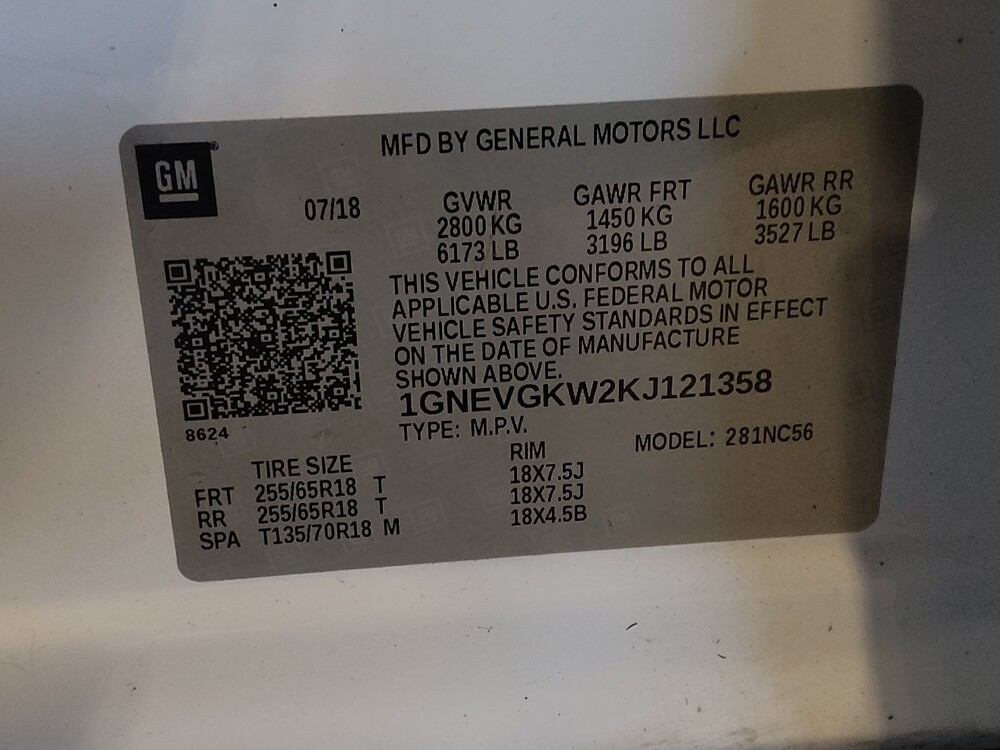 GM
MFD BY GENERAL MOTORS LLC
07/18
GVWR
2800 KG
6173 LB
GAWR FRT
1450 KG
3196 LB
GAWR RR
1600 KG
3527 LB
THIS VEHICLE CONFORMS TO ALL
APPLICABLE U.S. FEDERAL MOTOR
VEHICLE SAFETY STANDARDS IN EFFECT
ON THE DATE OF MANUFACTURE
SHOWN ABOVE.
1GNEVGKW2KJ121358
8624
TYPE: M.P.V.
MODEL: 281NC56
TIRE SIZE RIM
FRT 255/65R18 T 18X7.5J
RR 255/65R18 T 18X7.5J
SPA T135/70R18 M 18X4.5B